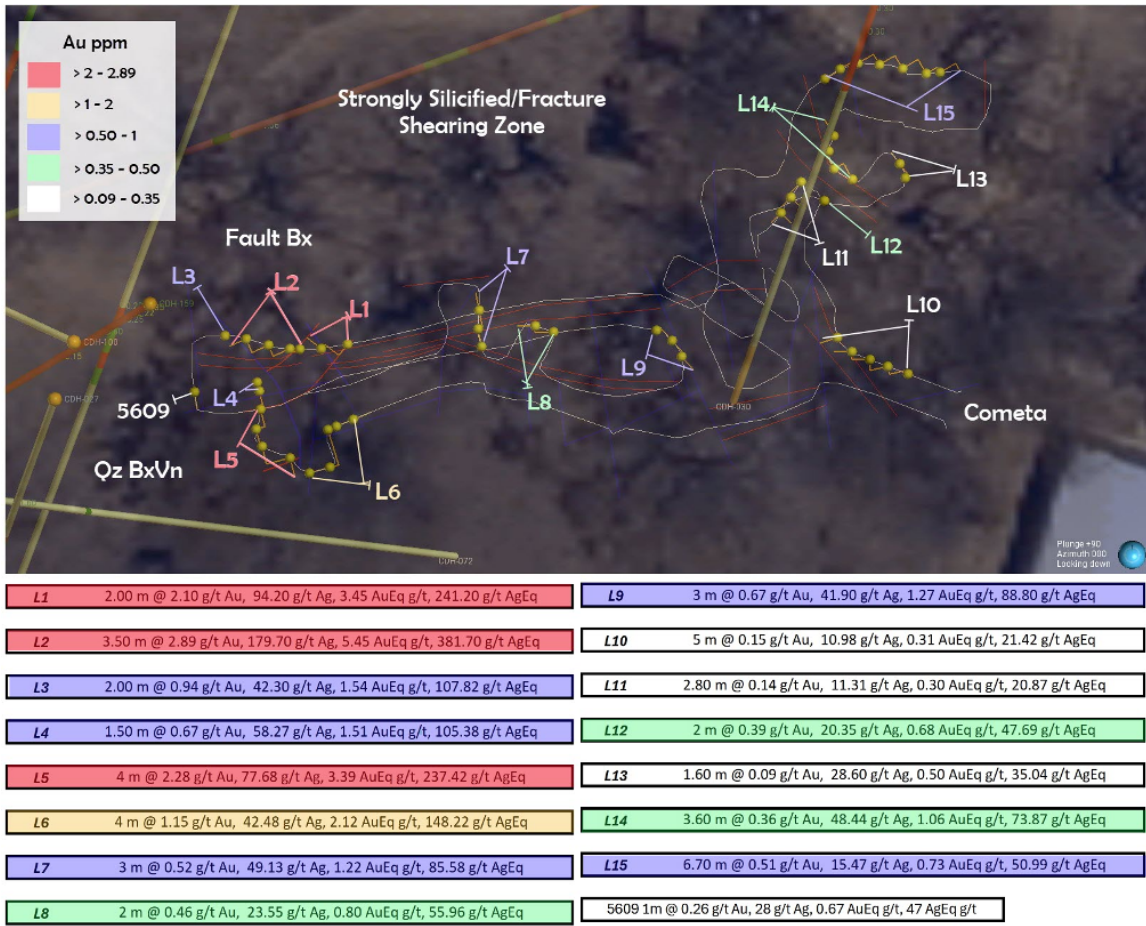 Au ppm
> 2 - 2.89
> 1 - 2
> 0.50 - 1
> 0.35 - 0.50
> 0.09 - 0.35
Strongly Silicified/Fracture
Shearing Zone
L14
L15
L13
L12
L11
Fault Bx
L3
L2
L1
L7
L10
L9
L4
L8
5609
Cometa
L5
Qz BxVn
L6
CDH-159
CDH-100
CDH-027
CDH-030
CDH-072
Plunge +90
Azimuth 000
Looking down
L1 2.00 m @ 2.10 g/t Au, 94.20 g/t Ag, 3.45 AuEq g/t, 241.20 g/t AgEq
L2 3.50 m @ 2.89 g/t Au, 179.70 g/t Ag, 5.45 AuEq g/t, 381.70 g/t AgEq
L3 2.00 m @ 0.94 g/t Au, 42.30 g/t Ag, 1.54 AuEq g/t, 107.82 g/t AgEq
L4 1.50 m @ 0.67 g/t Au, 58.27 g/t Ag, 1.51 AuEq g/t, 105.38 g/t AgEq
L5 4 m @ 2.28 g/t Au, 77.68 g/t Ag, 3.39 AuEq g/t, 237.42 g/t AgEq
L6 4 m @ 1.15 g/t Au, 42.48 g/t Ag, 2.12 AuEq g/t, 148.22 g/t AgEq
L7 3 m @ 0.52 g/t Au, 49.13 g/t Ag, 1.22 AuEq g/t, 85.58 g/t AgEq
L8 2 m @ 0.46 g/t Au, 23.55 g/t Ag, 0.80 AuEq g/t, 55.96 g/t AgEq
L9 3 m @ 0.67 g/t Au, 41.90 g/t Ag, 1.27 AuEq g/t, 88.80 g/t AgEq
L10 5 m @ 0.15 g/t Au, 10.98 g/t Ag, 0.31 AuEq g/t, 21.42 g/t AgEq
L11 2.80 m @ 0.14 g/t Au, 11.31 g/t Ag, 0.30 AuEq g/t, 20.87 g/t AgEq
L12 2 m @ 0.39 g/t Au, 20.35 g/t Ag, 0.68 AuEq g/t, 47.69 g/t AgEq
L13 1.60 m @ 0.09 g/t Au, 28.60 g/t Ag, 0.50 AuEq g/t, 35.04 g/t AgEq
L14 3.60 m @ 0.36 g/t Au, 48.44 g/t Ag, 1.06 AuEq g/t, 73.87 g/t AgEq
L15 6.70 m @ 0.51 g/t Au, 15.47 g/t Ag, 0.73 AuEq g/t, 50.99 g/t AgEq
5609 1m @ 0.26 g/t Au, 28 g/t Ag, 0.67 AuEq g/t, 47 AgEq g/t